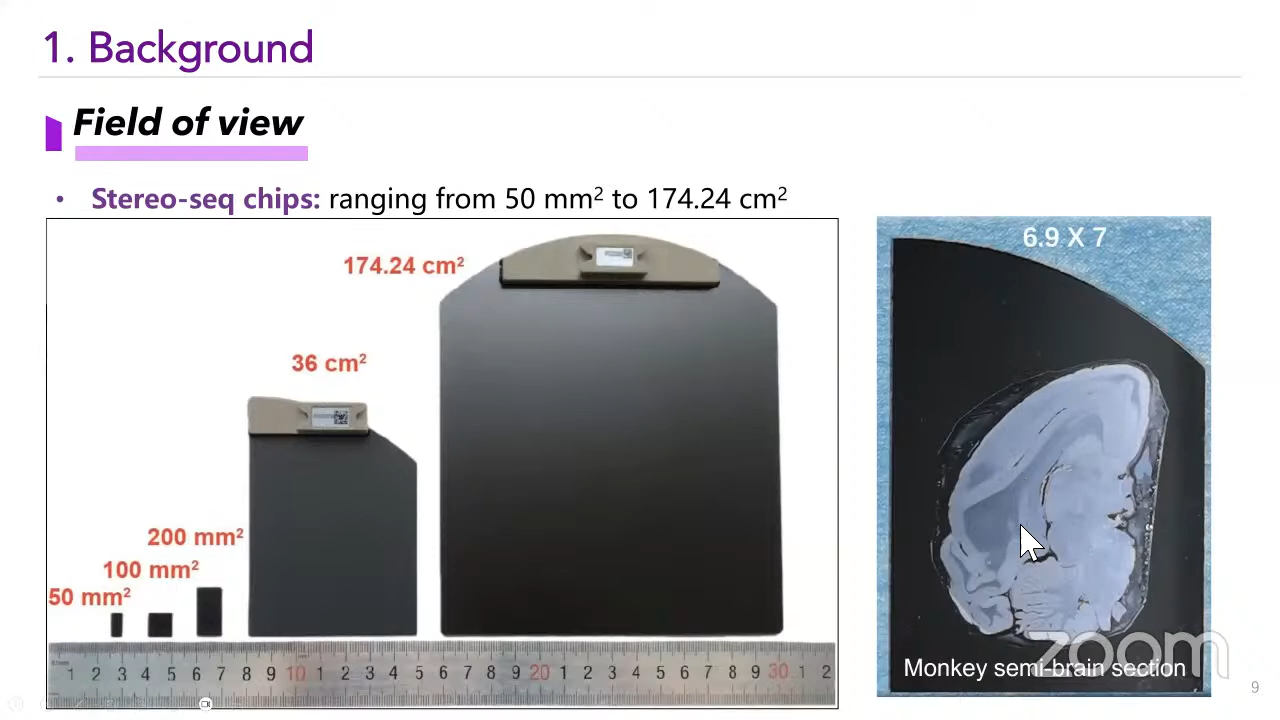 1. Background
Field of view
• Stereo-seq chips: ranging from 50 mm² to 174.24 cm²
174.24 cm²
36 cm²
200 mm²
100 mm²
50 mm²
1 2 3 4 5 6 7 8 9 10 1 2 3 4 5 6 7 8 9 20 1 2 3 4 5 6 7 8 9 30 1 2
6.9 X 7
Monkey semi-brain section
zoom
9